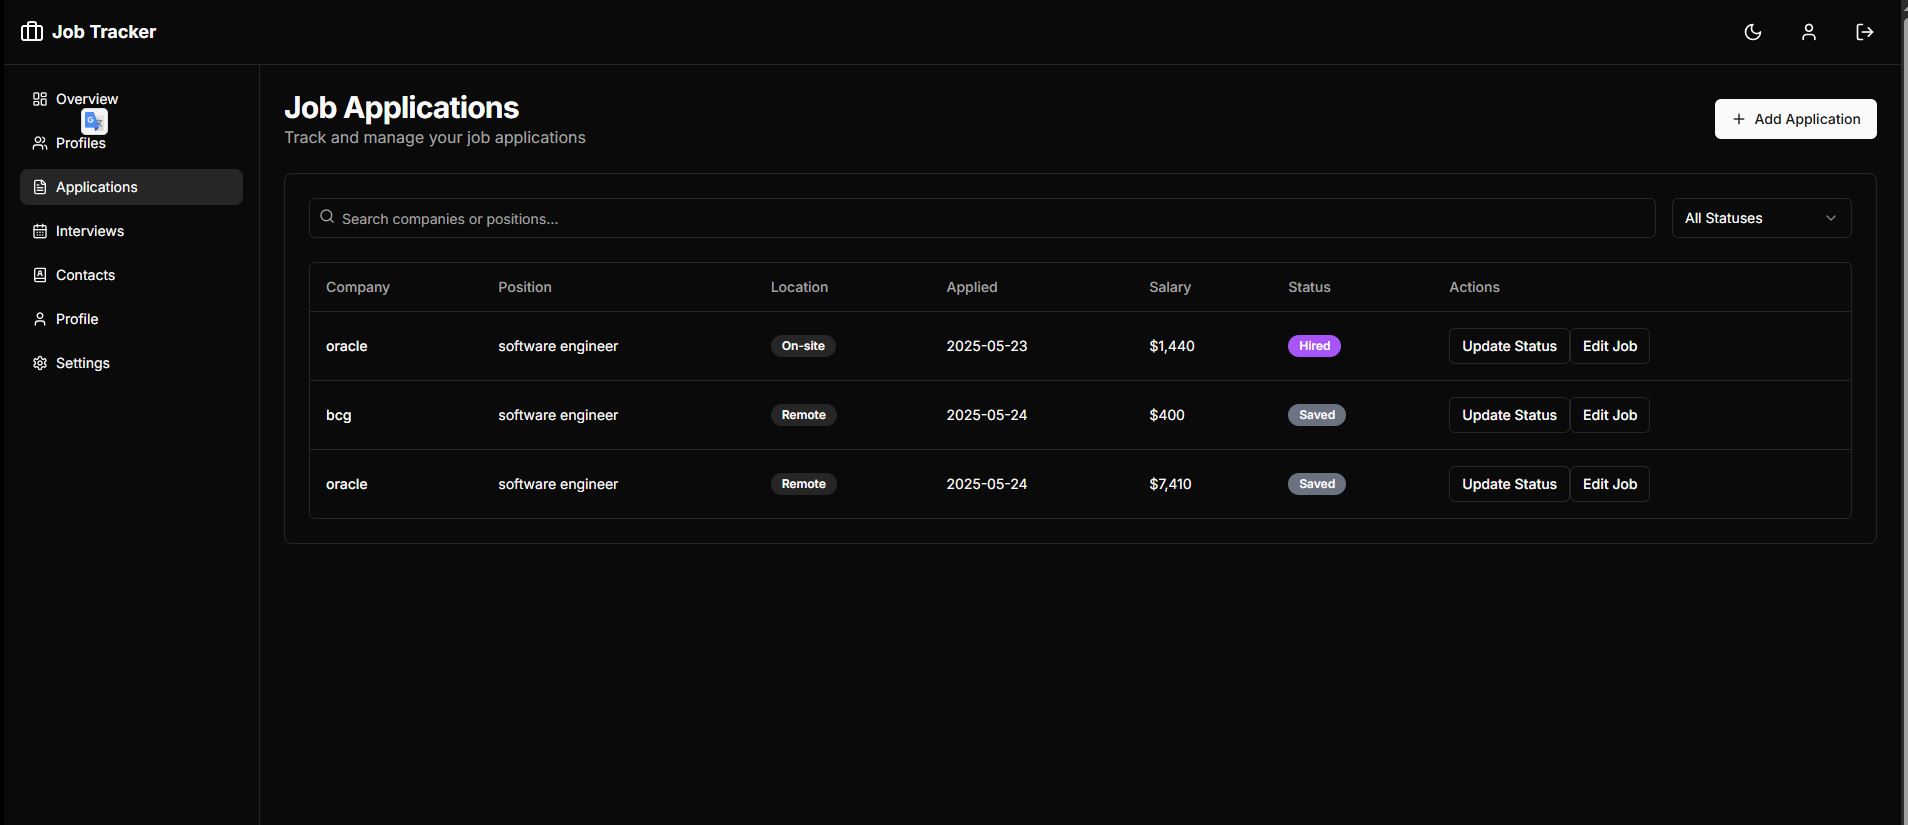 Job Tracker
Overview
Profiles
Applications
Interviews
Contacts
Profile
Settings
Job Applications
Track and manage your job applications
+ Add Application
Search companies or positions...
All Statuses
Company Position Location Applied Salary Status Actions
oracle software engineer On-site 2025-05-23 $1,440 Hired Update Status Edit Job
bcg software engineer Remote 2025-05-24 $400 Saved Update Status Edit Job
oracle software engineer Remote 2025-05-24 $7,410 Saved Update Status Edit Job